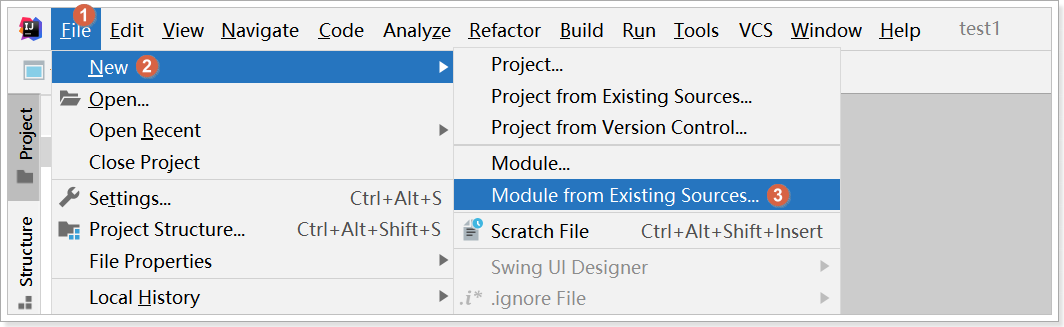 IJ File 1 Edit View Navigate Code Analyze Refactor Build Run Tools VCS Window Help test1
New 2
Open...
Open Recent
Close Project
Settings... Ctrl+Alt+S
Project Structure... Ctrl+Alt+Shift+S
File Properties
Local History
Project...
Project from Existing Sources...
Project from Version Control...
Module...
Module from Existing Sources... 3
Scratch File Ctrl+Alt+Shift+Insert
Swing UI Designer
.i* .ignore File
Project
Structure